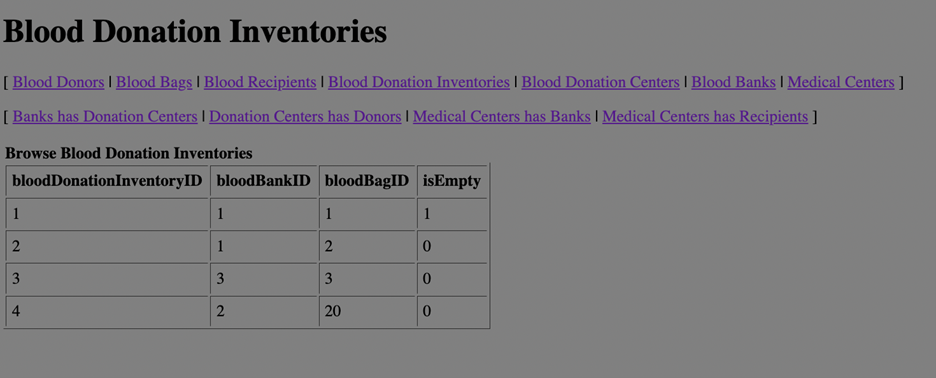 Blood Donation Inventories
[ Blood Donors | Blood Bags | Blood Recipients | Blood Donation Inventories | Blood Donation Centers | Blood Banks | Medical Centers ]
[ Banks has Donation Centers | Donation Centers has Donors | Medical Centers has Banks | Medical Centers has Recipients ]
Browse Blood Donation Inventories
bloodDonationInventoryID bloodBankID bloodBagID isEmpty
1 1 1 1
2 1 2 0
3 3 3 0
4 2 20 0